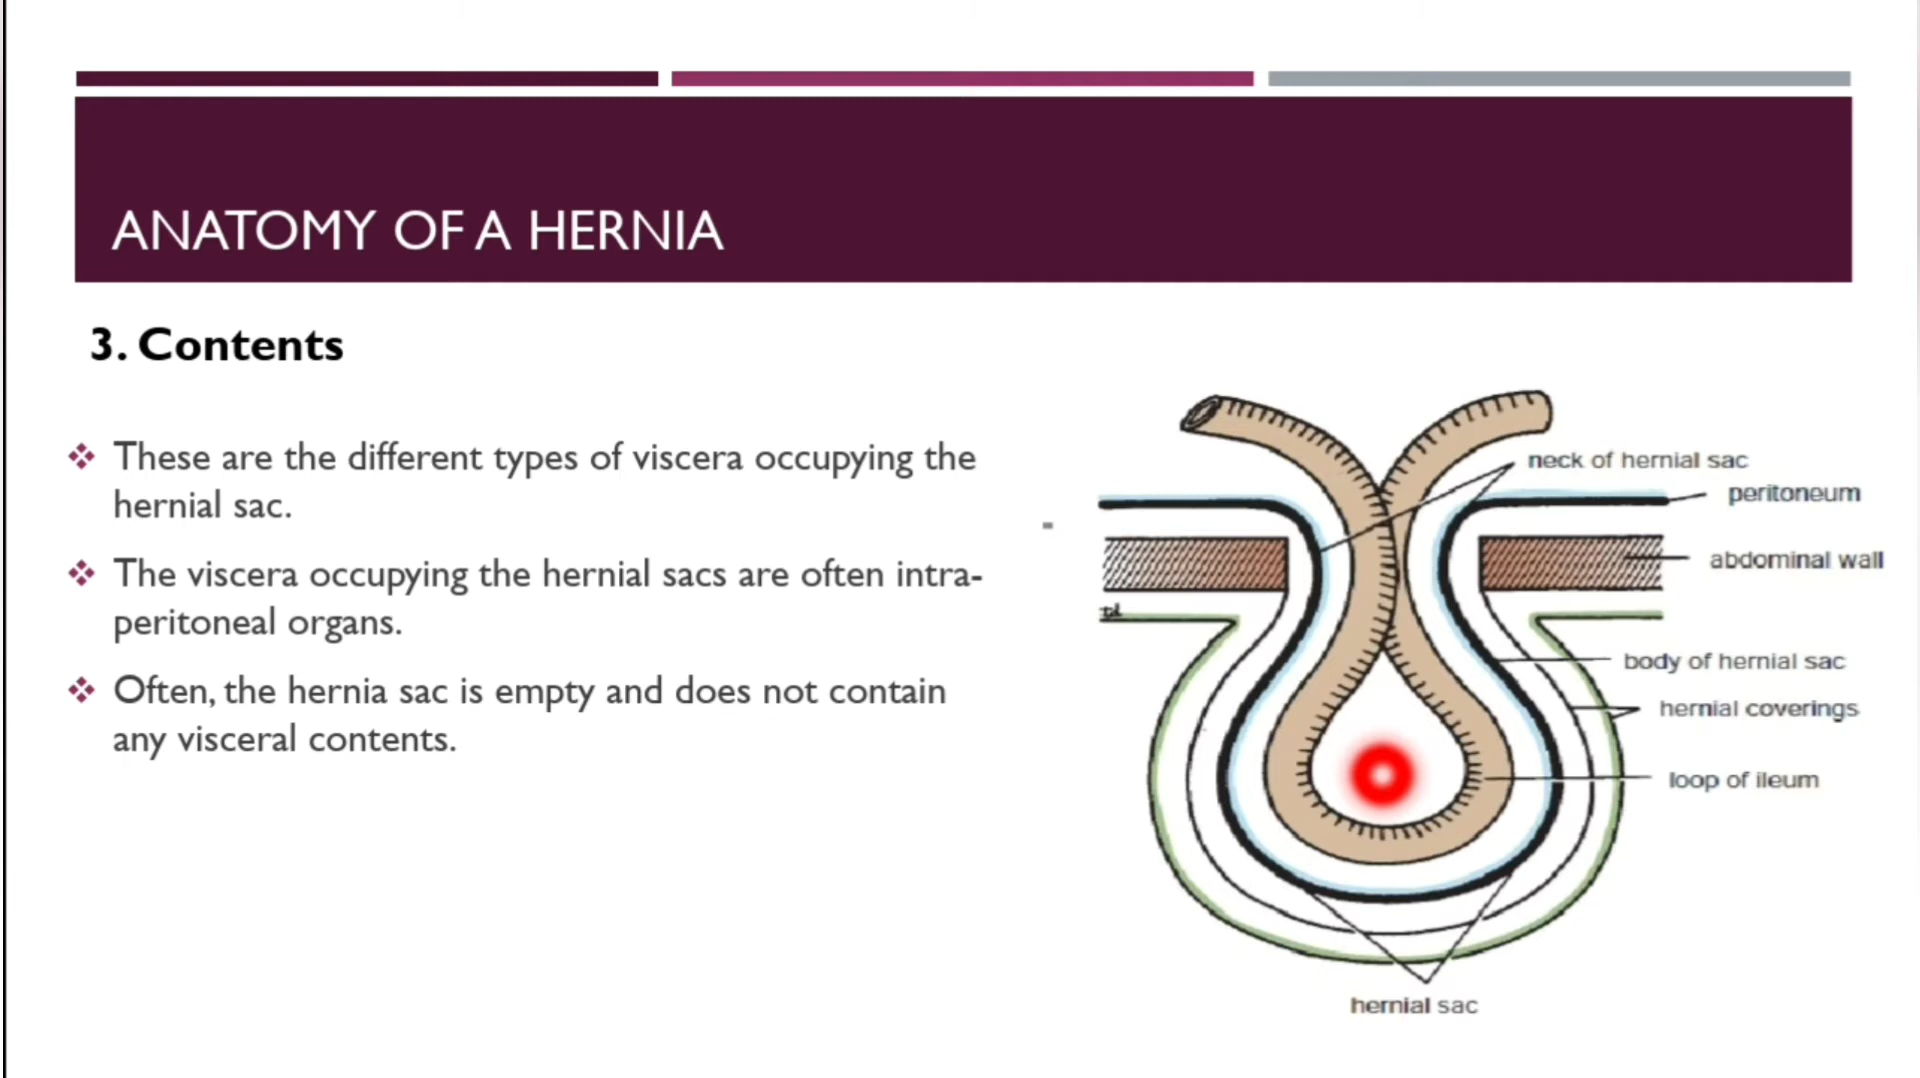 ANATOMY OF A HERNIA
3. Contents
These are the different types of viscera occupying the
hernial sac.
The viscera occupying the hernial sacs are often intra-
peritoneal organs.
Often, the hernia sac is empty and does not contain
any visceral contents.
neck of hernial sac
peritoneum
abdominal wall
body of hernial sac
hernial coverings
loop of ileum
hernial sac